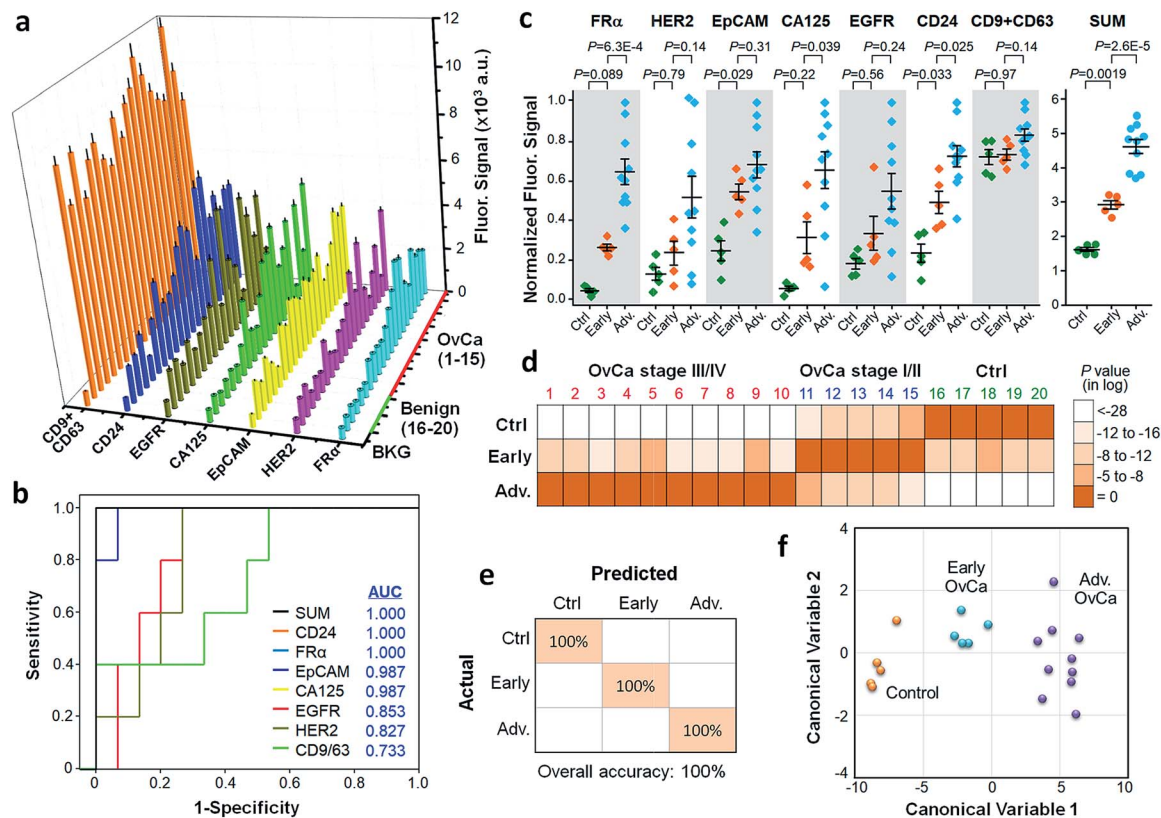 a
12
10
8
6
4
2
0
Fluor. Signal (x10³ a.u.)
OvCa
(1-15)
Benign
(16-20)
BKG
CD9+
CD63
CD24
EGFR
CA125
EpCAM
HER2
FRα
b
1.0
0.8
0.6
0.4
0.2
0
Sensitivity
AUC
SUM 1.000
CD24 1.000
FRα 1.000
EpCAM 0.987
CA125 0.987
EGFR 0.853
HER2 0.827
CD9/63 0.733
0 0.2 0.4 0.6 0.8 1.0
1-Specificity
c
FRα HER2 EpCAM CA125 EGFR CD24 CD9+CD63 SUM
P=6.3E-4 P=0.14 P=0.31 P=0.039 P=0.24 P=0.025 P=0.14 P=2.6E-5
P=0.089 P=0.79 P=0.029 P=0.22 P=0.56 P=0.033 P=0.97 P=0.0019
Normalized Fluor. Signal
1.0
0.8
0.6
0.4
0.2
0.0
6
5
4
3
2
1
0
Ctrl Early Adv. Ctrl Early Adv. Ctrl Early Adv. Ctrl Early Adv. Ctrl Early Adv. Ctrl Early Adv. Ctrl Early Adv. Ctrl Early Adv.
d
OvCa stage III/IV OvCa stage I/II Ctrl
1 2 3 4 5 6 7 8 9 10 11 12 13 14 15 16 17 18 19 20
Ctrl
Early
Adv.
P value
(in log)
<-28
-12 to -16
-8 to -12
-5 to -8
= 0
e
Predicted
Ctrl Early Adv.
Actual
Ctrl 100%
Early 100%
Adv. 100%
Overall accuracy: 100%
f
4
2
0
-2
-4
Canonical Variable 2
Early
OvCa
Adv.
OvCa
Control
-10 -5 0 5 10
Canonical Variable 1